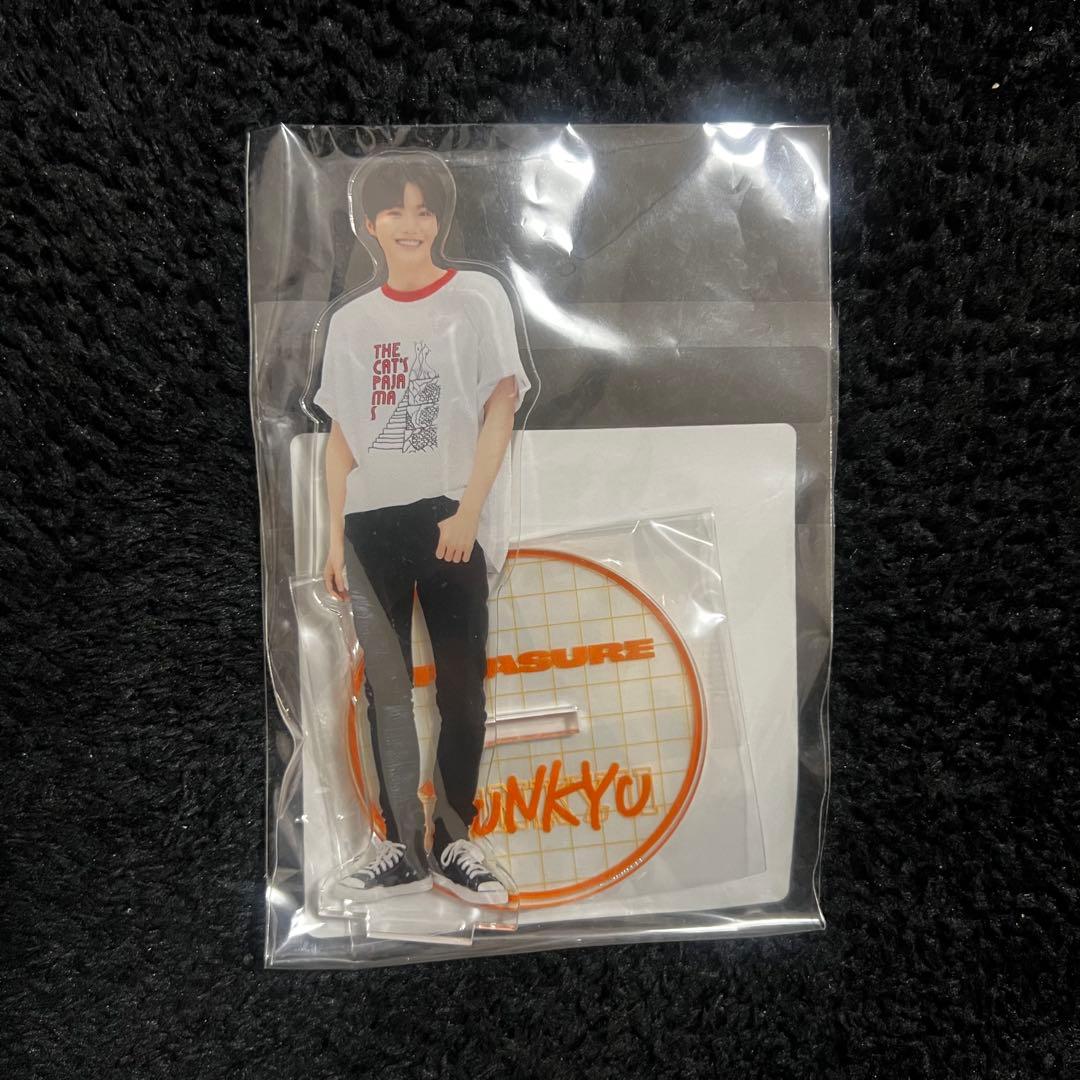 THE
CAT'S
PAJA
MA
S
ASURE
UNKYU